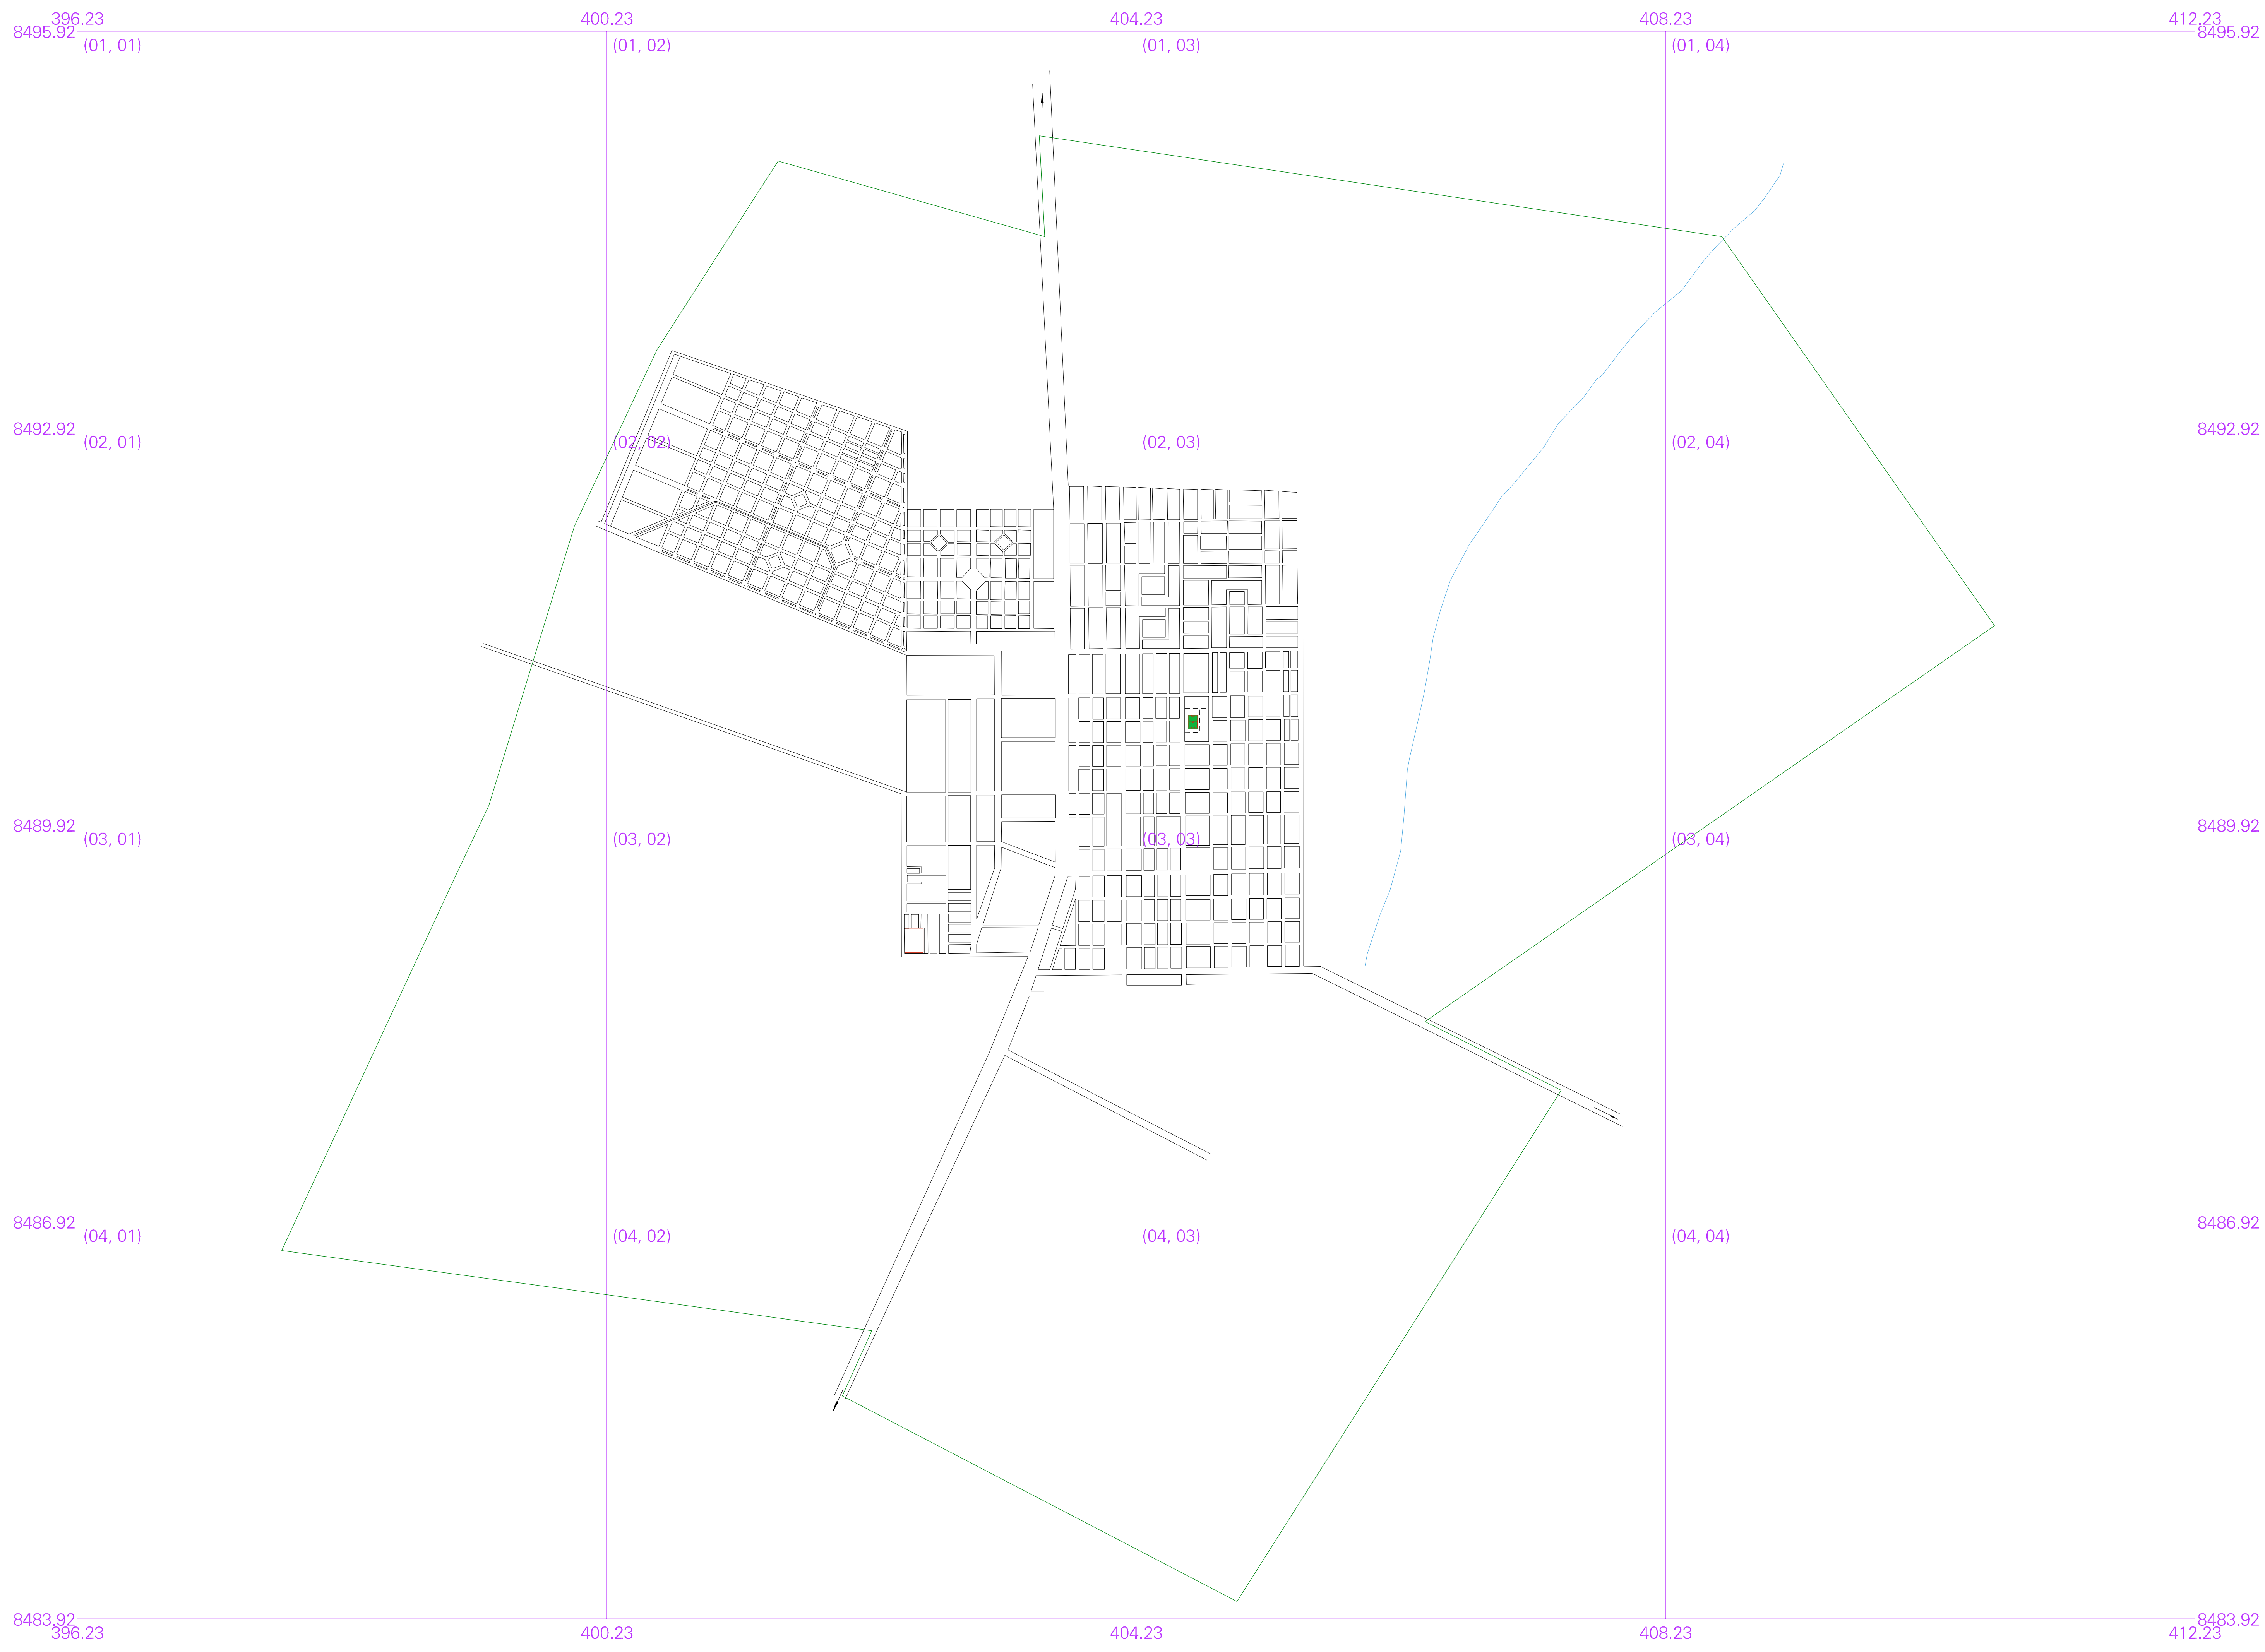 396.23 400.23 404.23 408.23 412.23
8495.92 8495.92
(01, 01) (01, 02) (01, 03) (01, 04)
8492.92 8492.92
(02, 01) (02, 02) (02, 03) (02, 04)
8489.92 8489.92
(03, 01) (03, 02) (03, 03) (03, 04)
8486.92 8486.92
(04, 01) (04, 02) (04, 03) (04, 04)
8483.92 8483.92
396.23 400.23 404.23 408.23 412.23